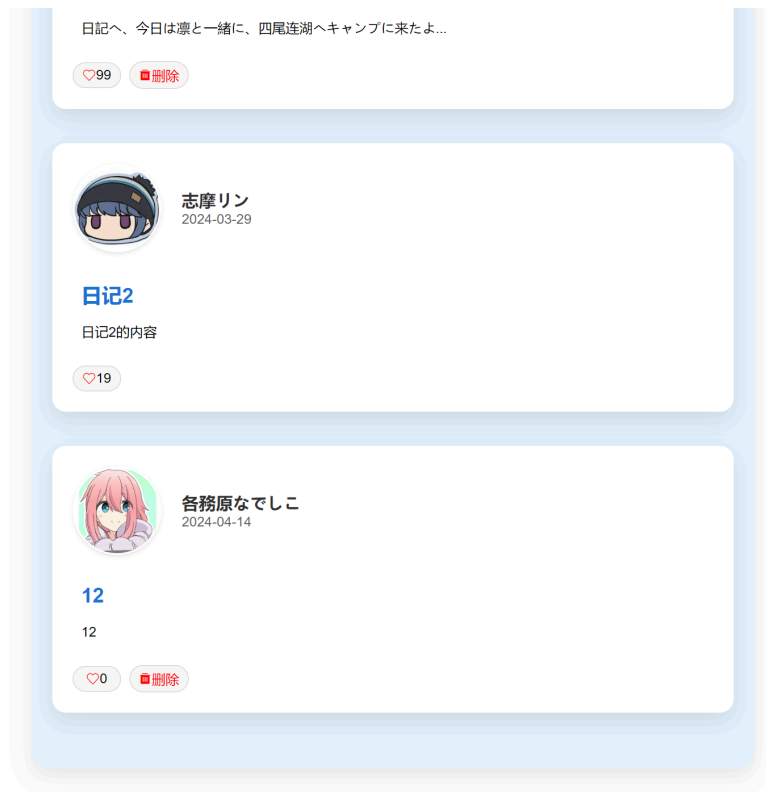 日記へ、今日は凛と一緒に、四尾连湖へキャンプに来たよ...
99
删除
志摩リン
2024-03-29
日记2
日记2的内容
19
各務原なでしこ
2024-04-14
12
12
0
删除